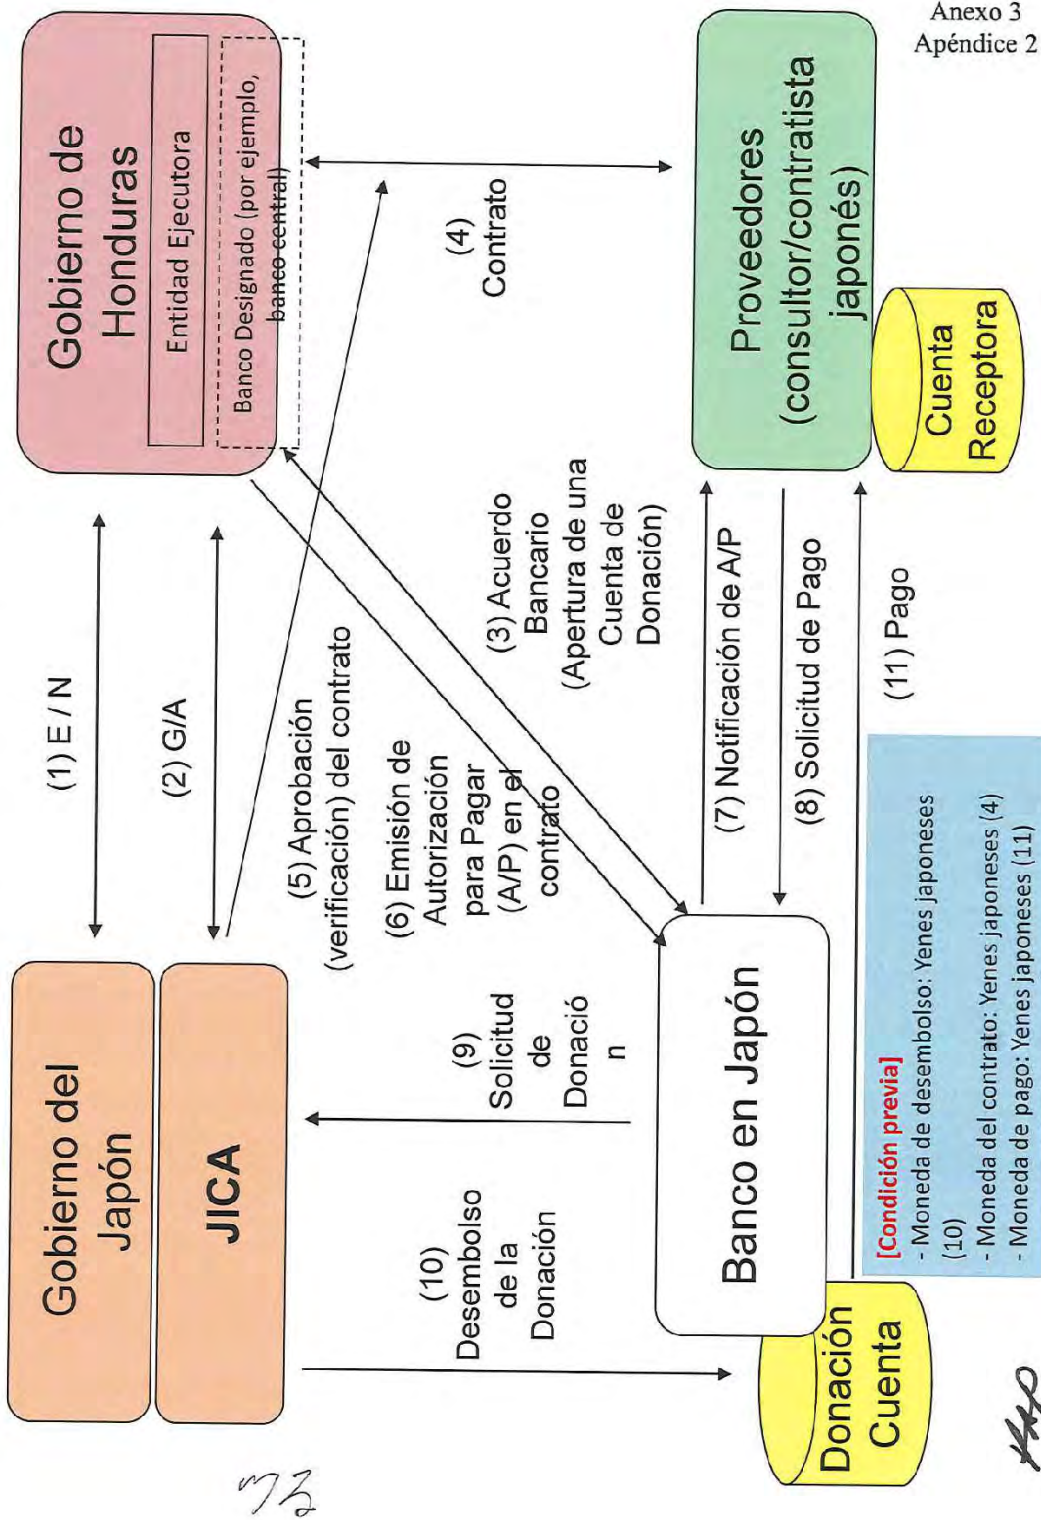 Anexo 3
Apéndice 2
Gobierno del
Japón
JICA
(1) E / N
(2) G/A
Gobierno de
Honduras
Entidad Ejecutora
Banco Designado (por ejemplo,
banco central)
(5) Aprobación
(verificación) del contrato
(6) Emisión de
Autorización
para Pagar
(A/P) en el
contrato
(3) Acuerdo
Bancario
(Apertura de una
Cuenta de
Donación)
(4)
Contrato
(9)
Solicitud
de
Donació
n
(10)
Desembolso
de la
Donación
Banco en Japón
Donación
Cuenta
(7) Notificación de A/P
(8) Solicitud de Pago
(11) Pago
Proveedores
(consultor/contratista
japonés)
Cuenta
Receptora
[Condición previa]
- Moneda de desembolso: Yenes japoneses
(10)
- Moneda del contrato: Yenes japoneses (4)
- Moneda de pago: Yenes japoneses (11)